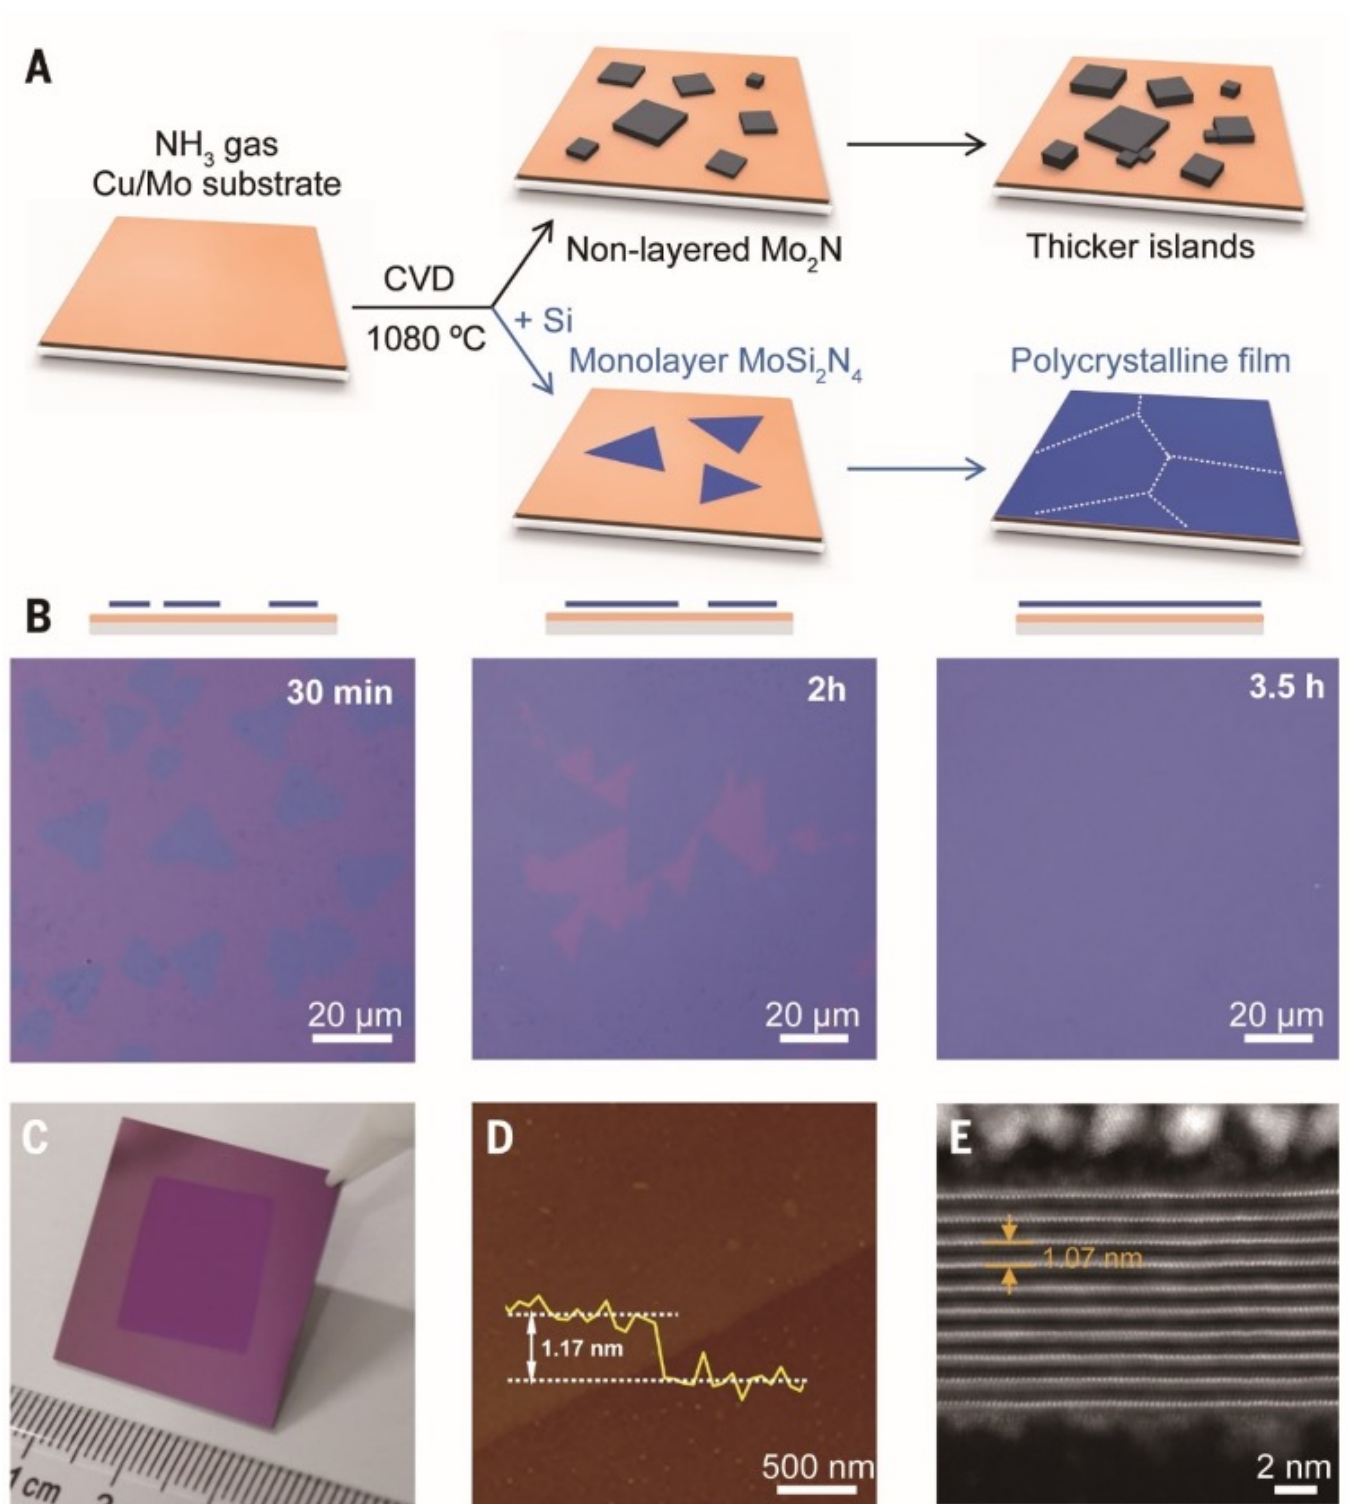 A
NH₃ gas
Cu/Mo substrate
CVD
1080 ºC
+ Si
Non-layered Mo₂N
Thicker islands
Monolayer MoSi₂N₄
Polycrystalline film
B
30 min
20 µm
2h
20 µm
3.5 h
20 µm
C
1 cm 2
D
1.17 nm
500 nm
E
1.07 nm
2 nm